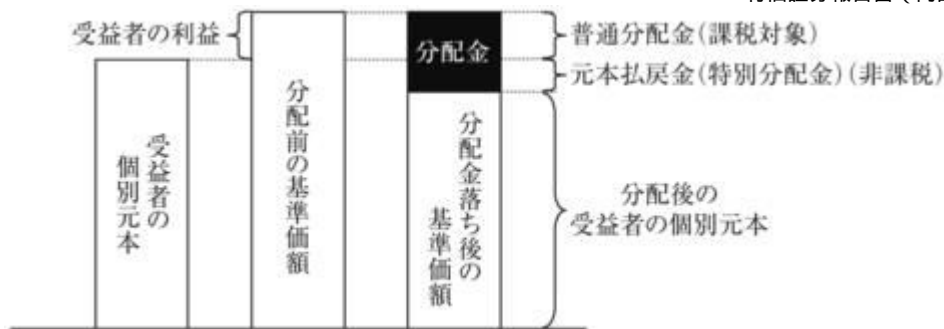 受益者の利益
分配金
普通分配金(課税対象)
元本払戻金(特別分配金)(非課税)
受益者の
個別元本
分配前の基準価額
分配金落ち後の
基準価額
分配後の
受益者の個別元本